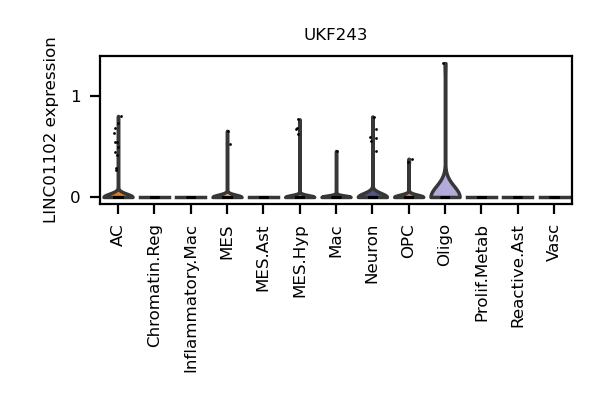 UKF243
LINC01102 expression
1
0
AC
Chromatin.Reg
Inflammatory.Mac
MES
MES.Ast
MES.Hyp
Mac
Neuron
OPC
Oligo
Prolif.Metab
Reactive.Ast
Vasc